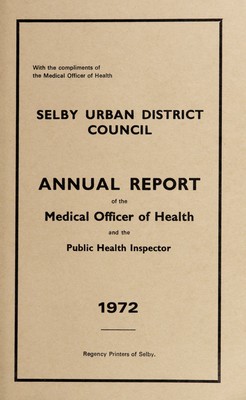 With the compliments of
the Medical Officer of Health
SELBY URBAN DISTRICT
COUNCIL
ANNUAL REPORT
of the
Medical Officer of Health
and the
Public Health Inspector
1972
Regency Printers of Selby.